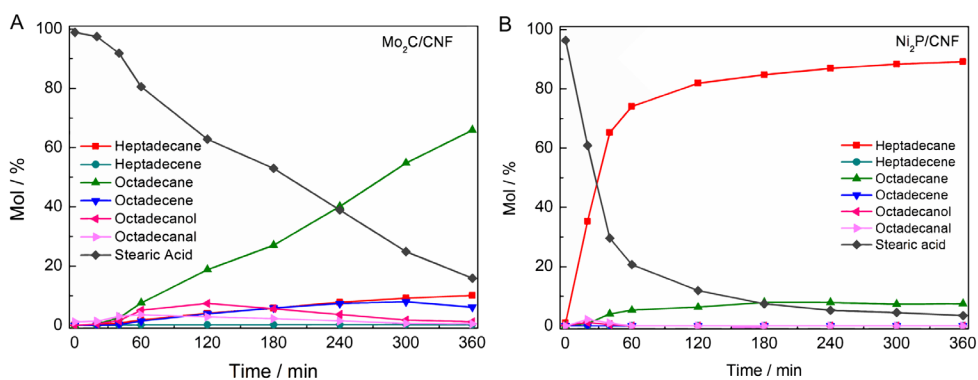 A
Mo₂C/CNF
100
80
60
40
20
0
Mol / %
Heptadecane
Heptadecene
Octadecane
Octadecene
Octadecanol
Octadecanal
Stearic Acid
0 60 120 180 240 300 360
Time / min
B
Ni₂P/CNF
100
80
60
40
20
0
Mol / %
Heptadecane
Heptadecene
Octadecane
Octadecene
Octadecanol
Octadecanal
Stearic acid
0 60 120 180 240 300 360
Time / min